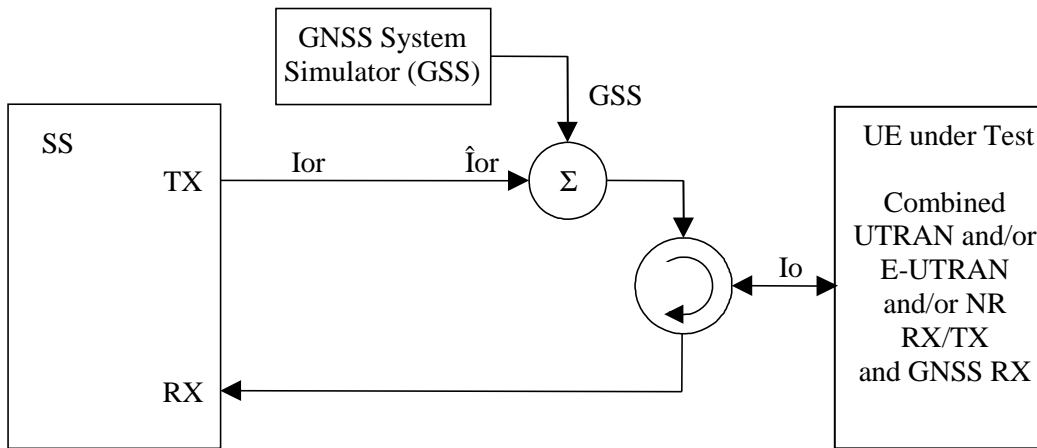 GNSS System
Simulator (GSS)
GSS
SS
TX
Ior
Îor
Σ
Io
RX
UE under Test
Combined
UTRAN and/or
E-UTRAN
and/or NR
RX/TX
and GNSS RX